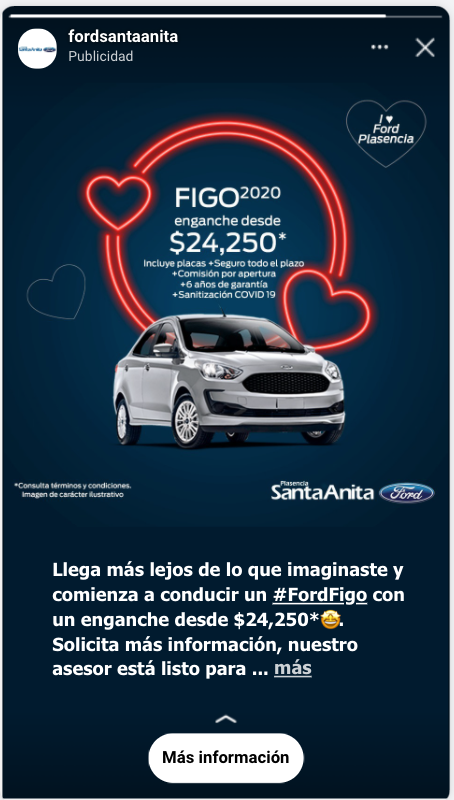 fordsantaanita
Publicidad
I ♥
Ford
Plasencia
FIGO2020
enganche desde
$24,250*
Incluye placas +Seguro todo el plazo
+Comisión por apertura
+6 años de garantía
+Sanitización COVID 19
*Consulta términos y condiciones.
Imagen de carácter ilustrativo
Plasencia
SantaAnita Ford
Llega más lejos de lo que imaginaste y
comienza a conducir un #FordFigo con
un enganche desde $24,250*🤩.
Solicita más información, nuestro
asesor está listo para ... más
Más información